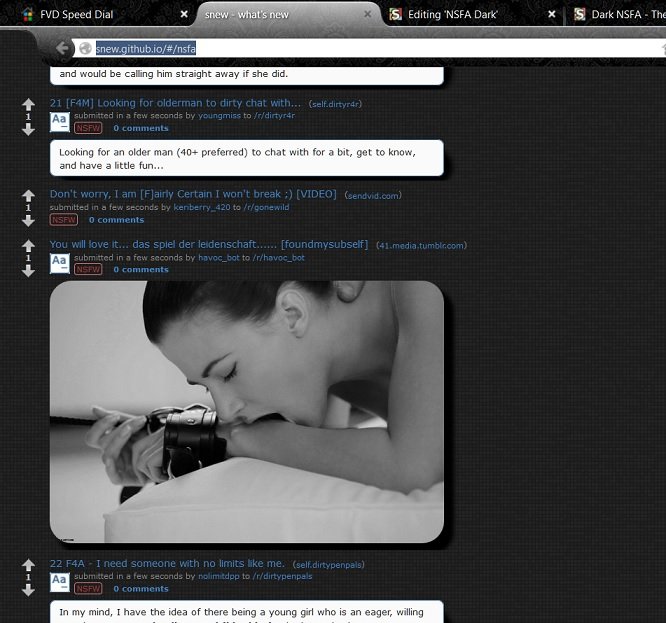 FVD Speed Dial
snew - what's new
Editing 'NSFA Dark'
Dark NSFA - The
snew.github.io/#/nsfa
and would be calling him straight away if she did.
21 [F4M] Looking for olderman to dirty chat with... (self.dirtyr4r)
1
Aa
submitted in a few seconds by youngmiss to /r/dirtyr4r
NSFW 0 comments
Looking for an older man (40+ preferred) to chat with for a bit, get to know,
and have a little fun...
Don't worry, I am [F]airly Certain I won't break ;) [VIDEO] (sendvid.com)
1
submitted in a few seconds by keriberry_420 to /r/gonewild
NSFW 0 comments
You will love it... das spiel der leidenschaft...... [foundmysubself] (41.media.tumblr.com)
1
Aa
submitted in a few seconds by havoc_bot to /r/havoc_bot
NSFW 0 comments
22 F4A - I need someone with no limits like me. (self.dirtypenpals)
1
Aa
submitted in a few seconds by nolimitdpp to /r/dirtypenpals
NSFW 0 comments
In my mind, I have the idea of there being a young girl who is an eager, willing